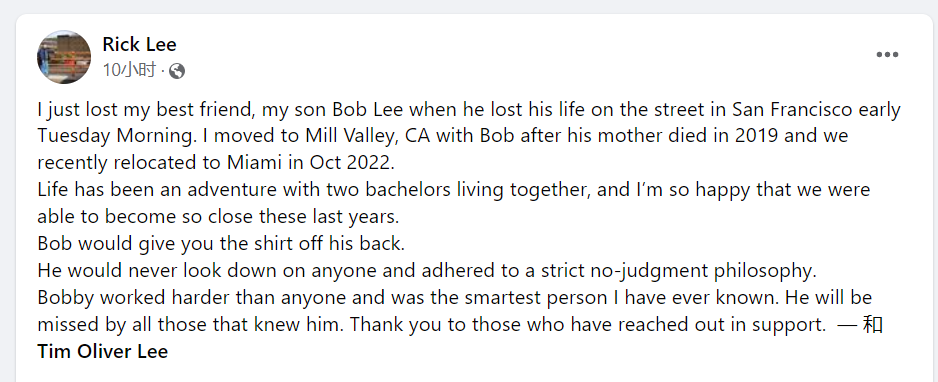 Rick Lee
10小时 ·
I just lost my best friend, my son Bob Lee when he lost his life on the street in San Francisco early
Tuesday Morning. I moved to Mill Valley, CA with Bob after his mother died in 2019 and we
recently relocated to Miami in Oct 2022.
Life has been an adventure with two bachelors living together, and I’m so happy that we were
able to become so close these last years.
Bob would give you the shirt off his back.
He would never look down on anyone and adhered to a strict no-judgment philosophy.
Bobby worked harder than anyone and was the smartest person I have ever known. He will be
missed by all those that knew him. Thank you to those who have reached out in support. — 和
Tim Oliver Lee